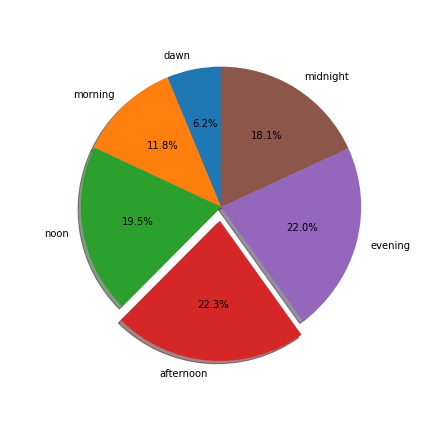 dawn
6.2%
morning
11.8%
noon
19.5%
afternoon
22.3%
evening
22.0%
midnight
18.1%